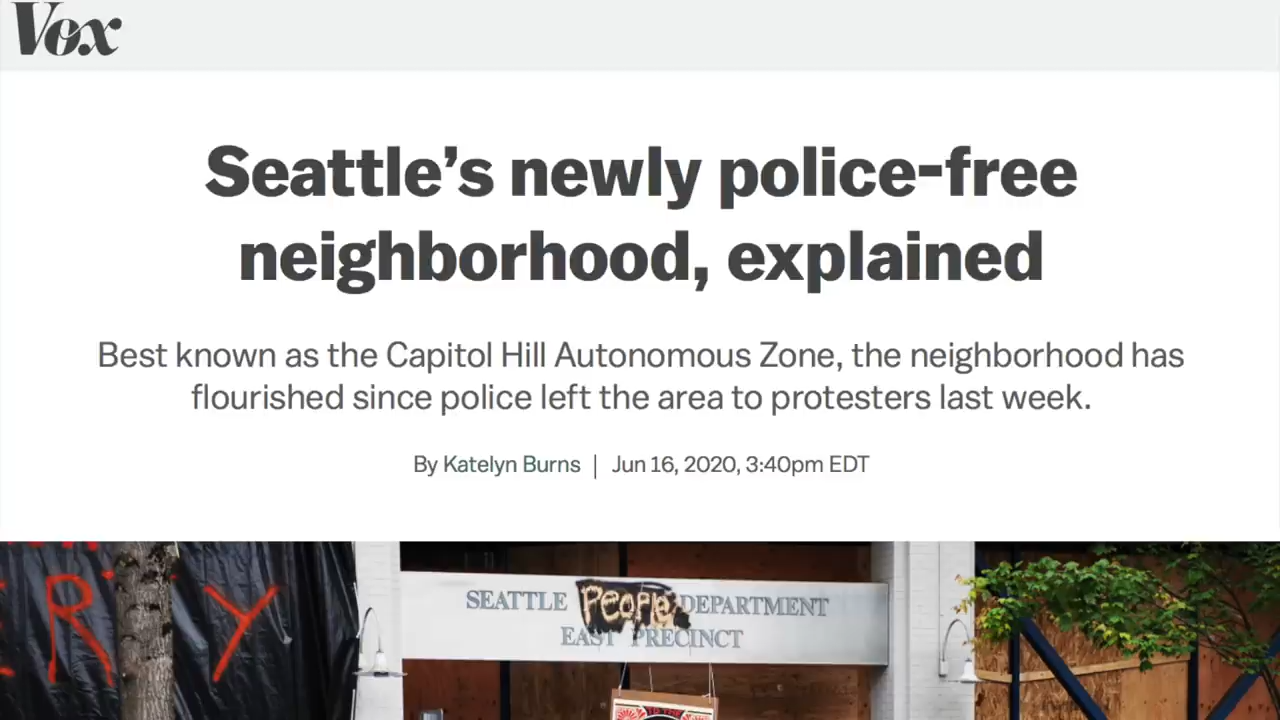 Vox
Seattle’s newly police-free
neighborhood, explained
Best known as the Capitol Hill Autonomous Zone, the neighborhood has
flourished since police left the area to protesters last week.
By Katelyn Burns | Jun 16, 2020, 3:40pm EDT
SEATTLE PEOPLE DEPARTMENT
EAST PRECINCT
TO THE